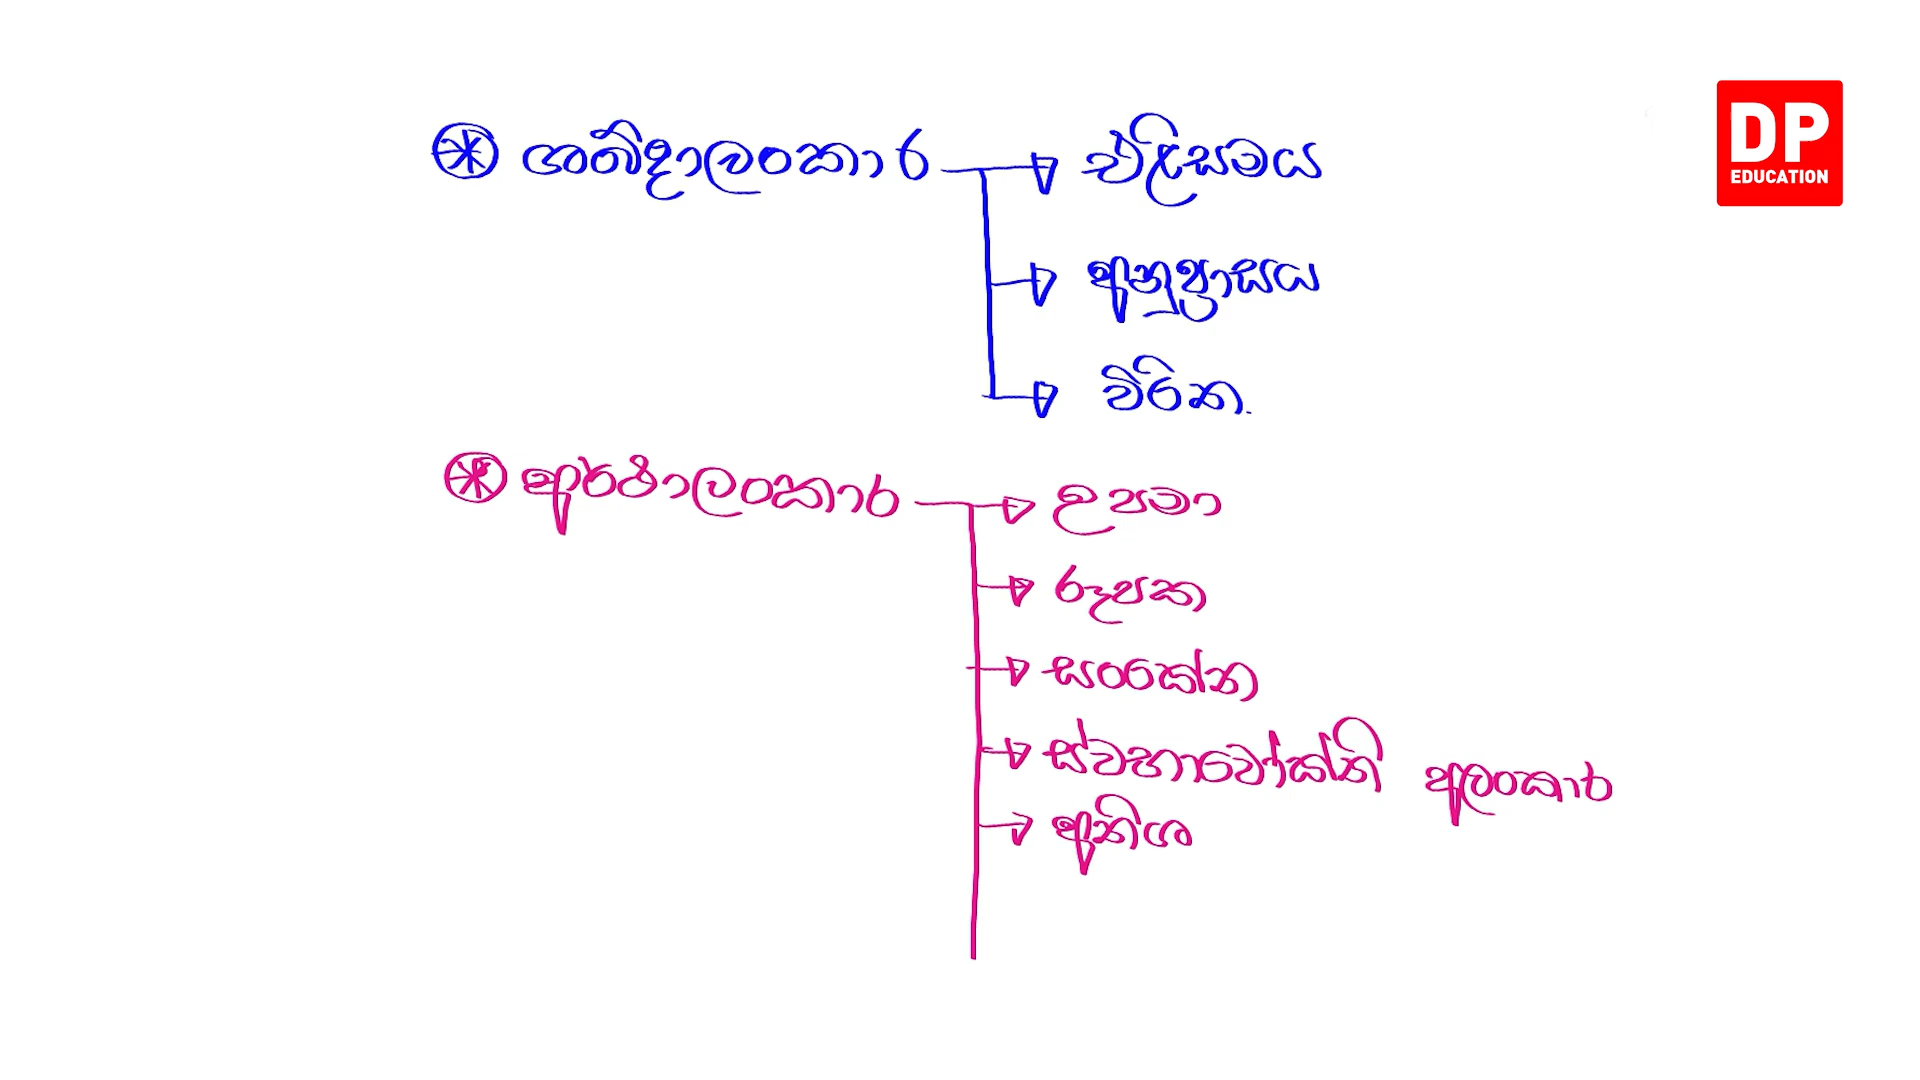 ශබ්දාලංකාර එළිසමය
DP
EDUCATION
අනුප්‍රාසය
විරිත.
අර්ථාලංකාර උපමා
රූපක
සංකේත
ස්වභාවෝක්ති අලංකාර
අතිශ